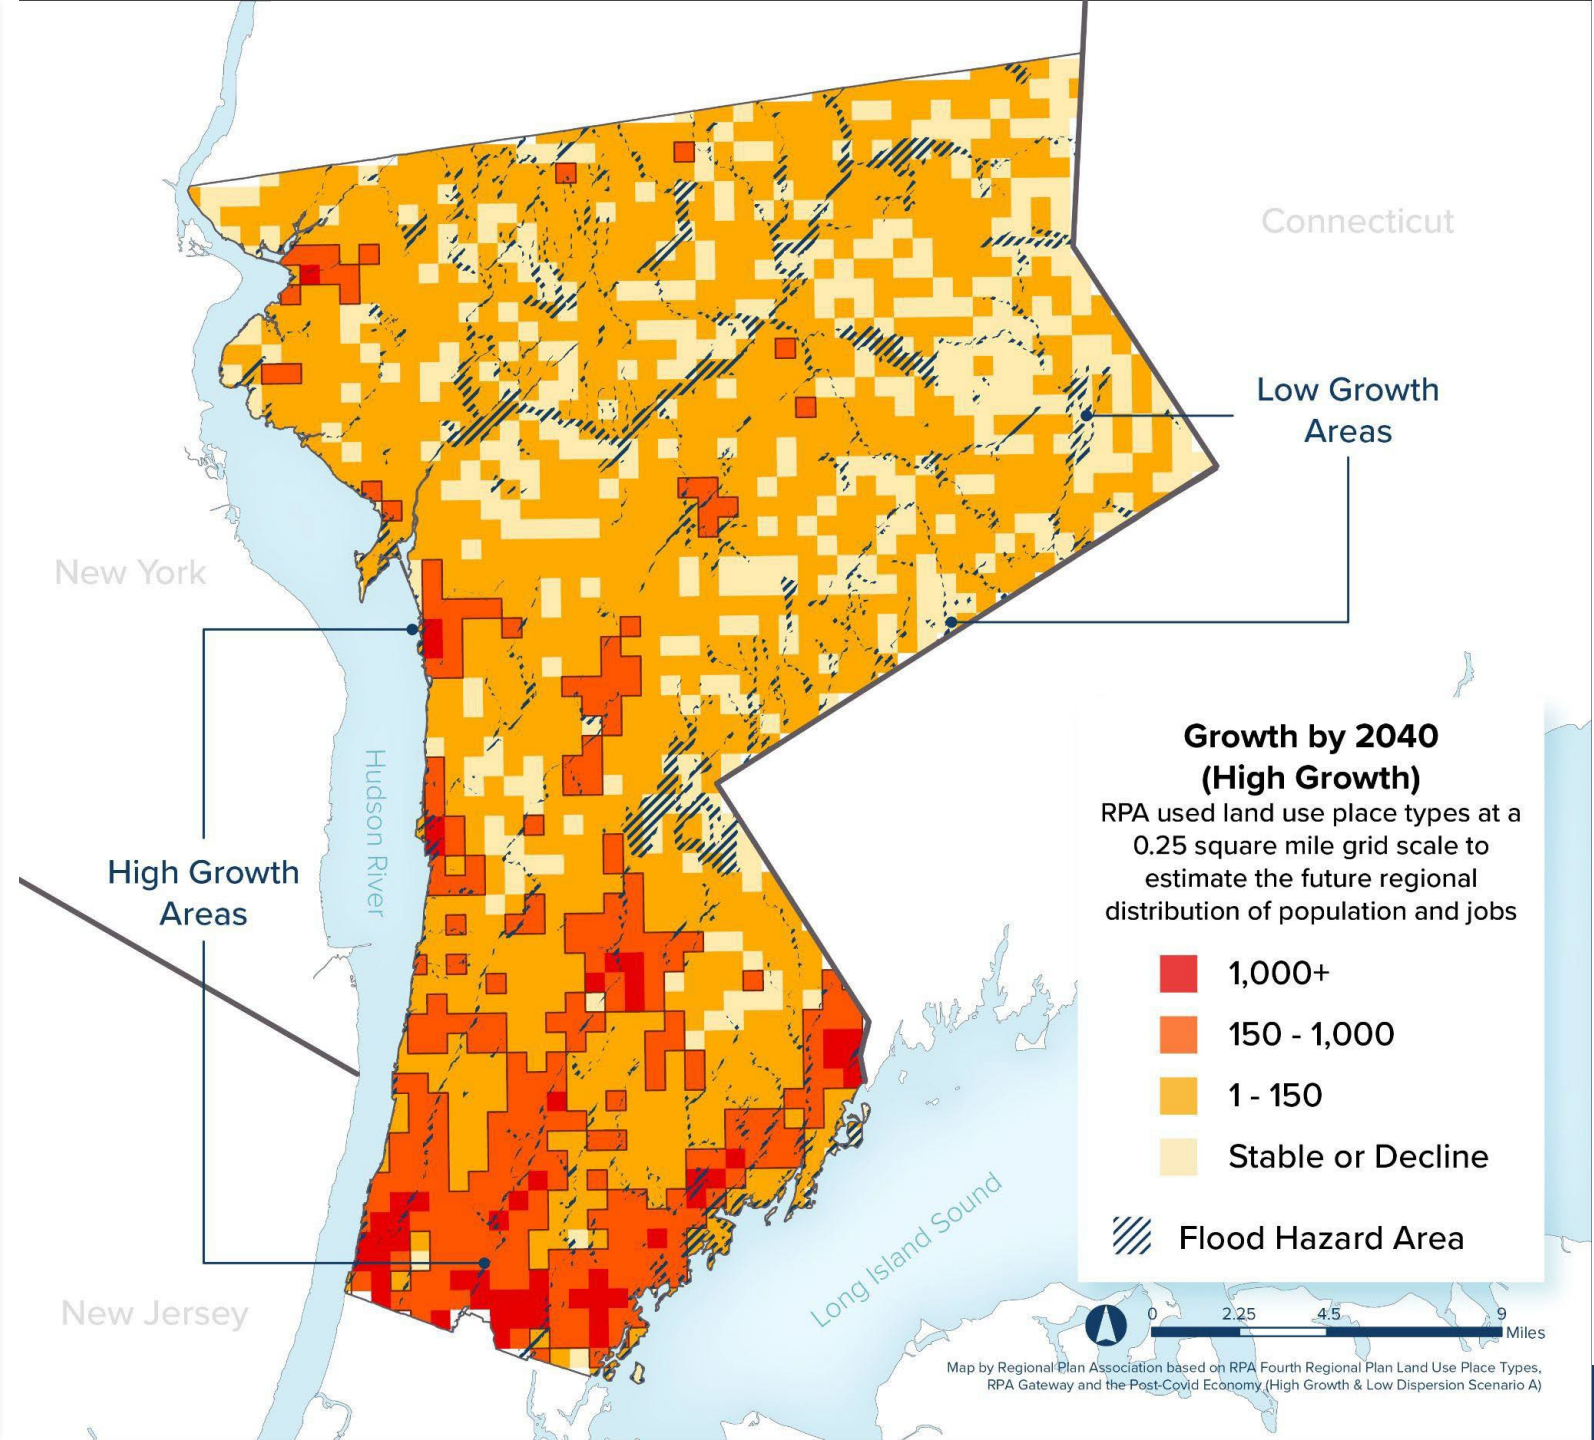 Connecticut
Low Growth
Areas
New York
Hudson River
High Growth
Areas
New Jersey
Long Island Sound
Growth by 2040
(High Growth)
RPA used land use place types at a
0.25 square mile grid scale to
estimate the future regional
distribution of population and jobs
1,000+
150 - 1,000
1 - 150
Stable or Decline
Flood Hazard Area
0 2.25 4.5 9
Miles
Map by Regional Plan Association based on RPA Fourth Regional Plan Land Use Place Types,
RPA Gateway and the Post-Covid Economy (High Growth & Low Dispersion Scenario A)